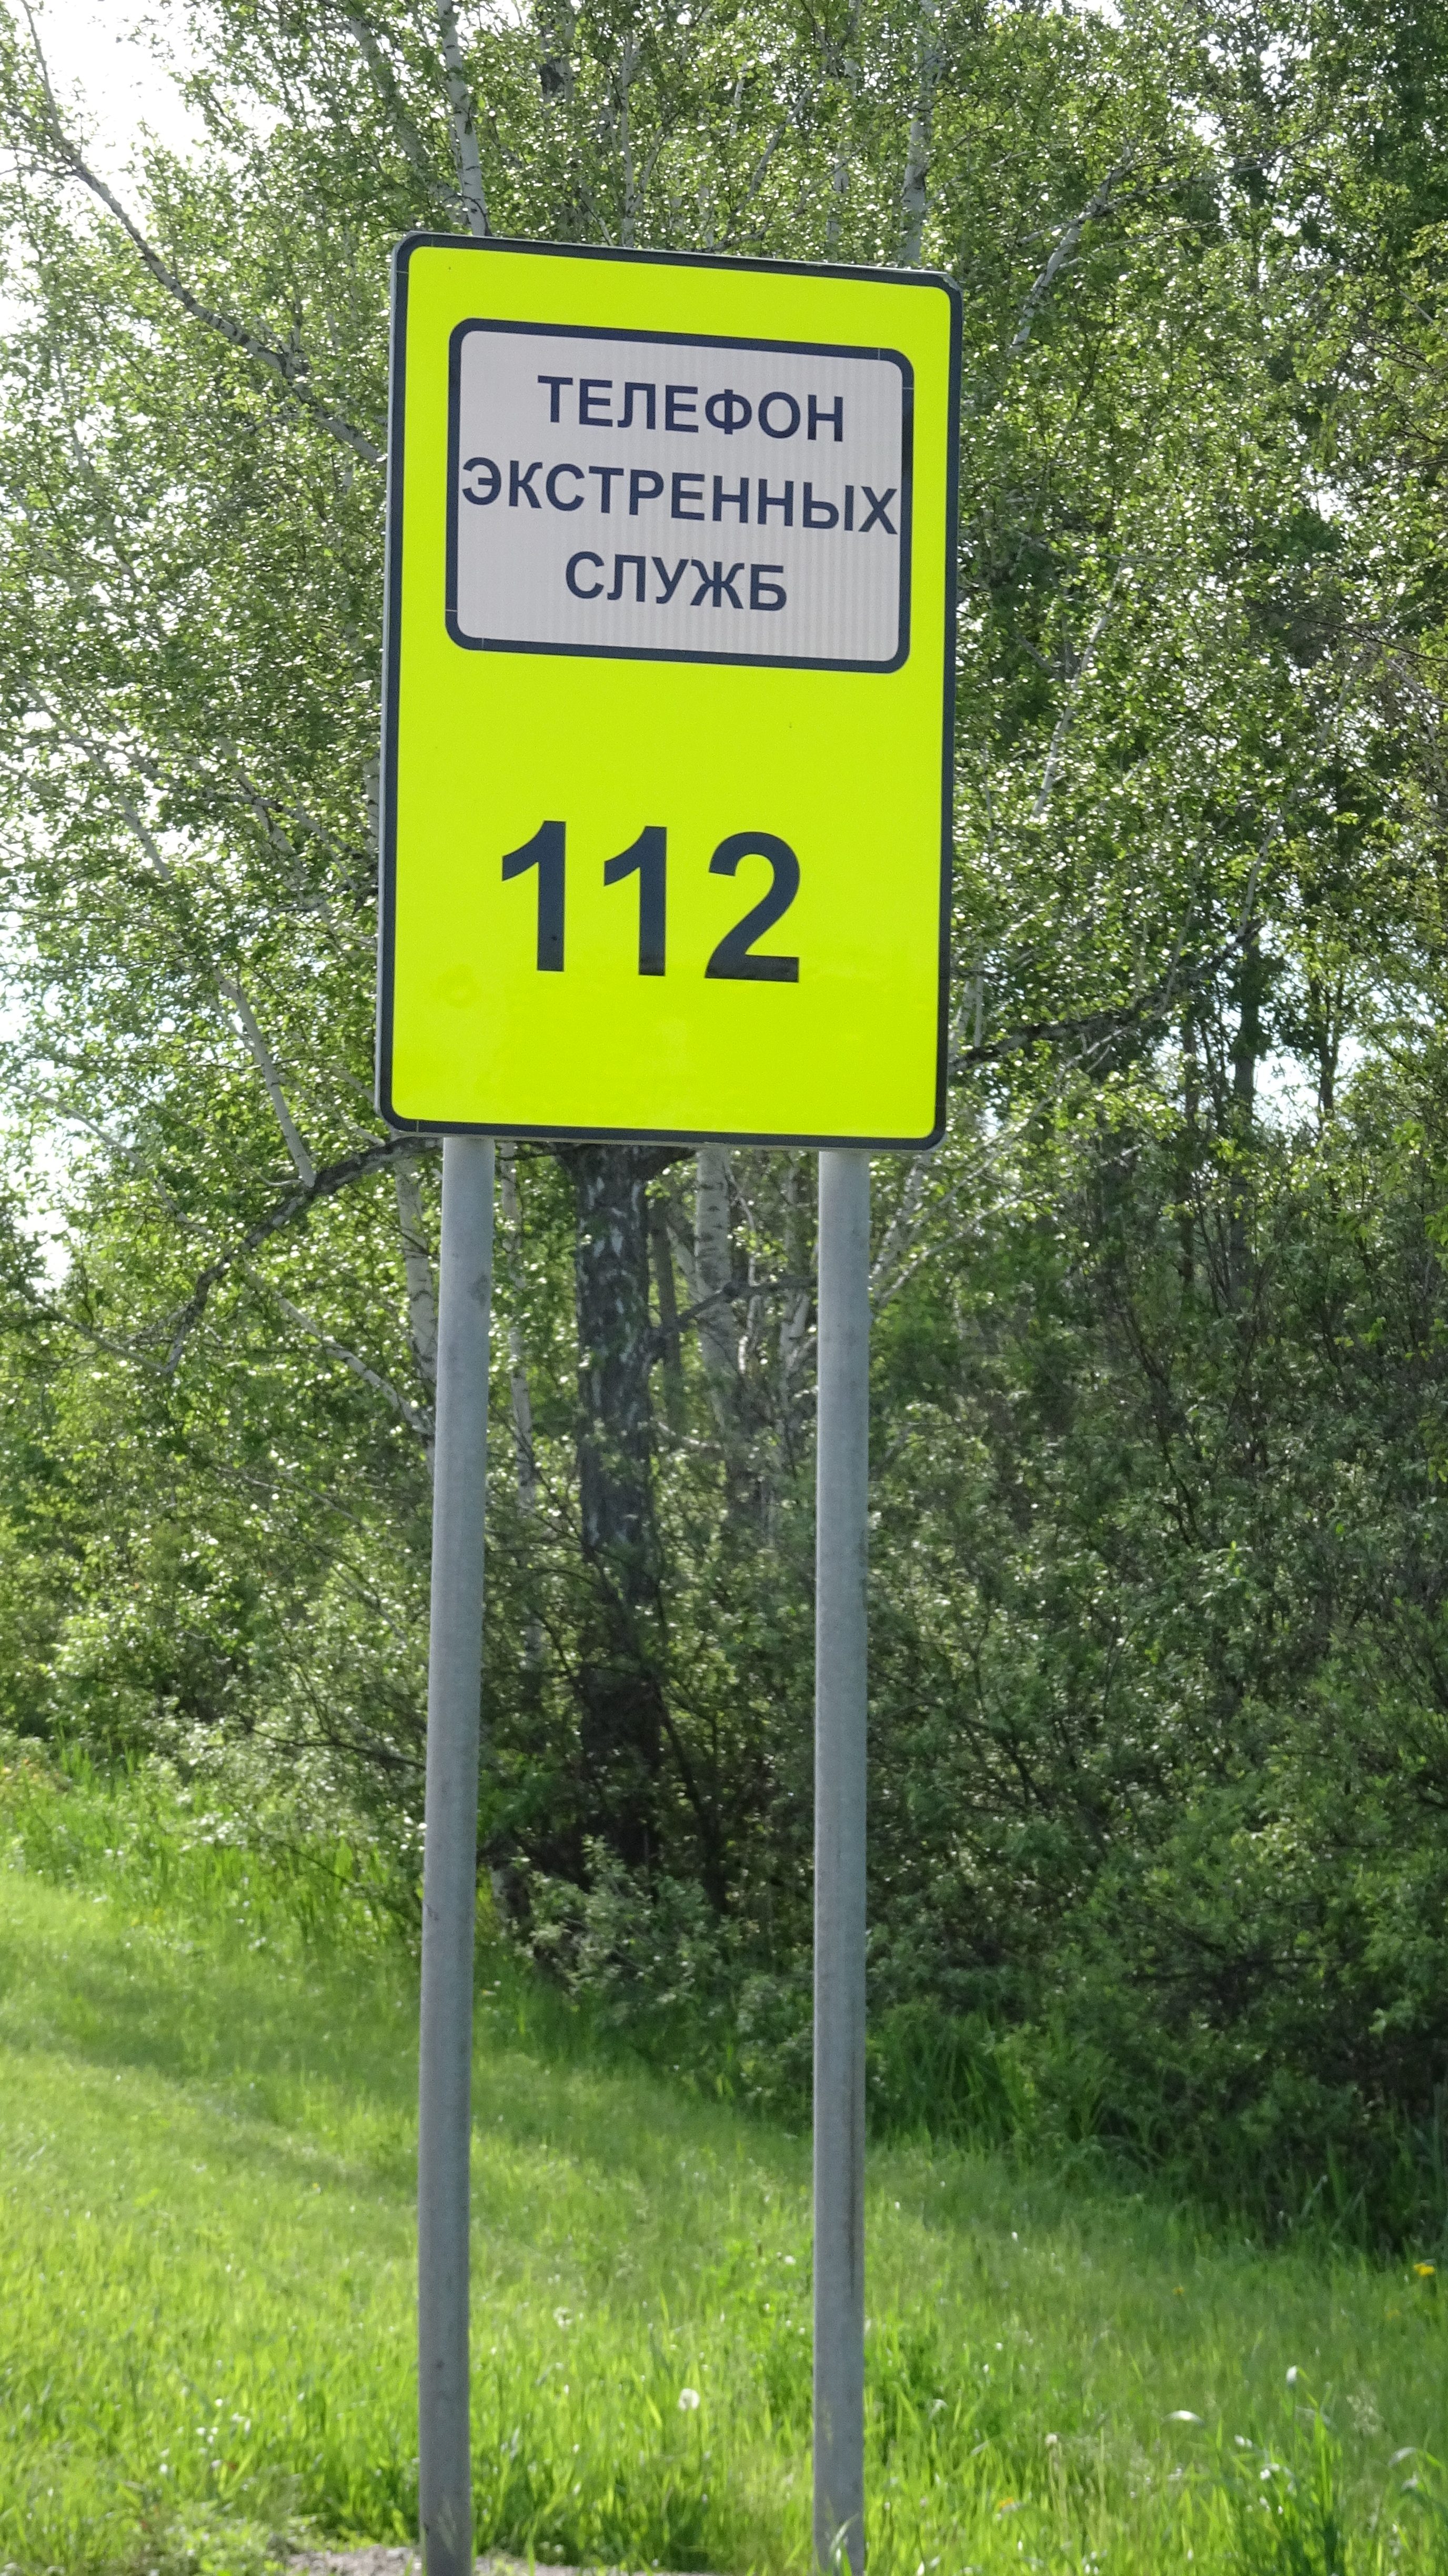 ТЕЛЕФОН
ЭКСТРЕННЫХ
СЛУЖБ
112